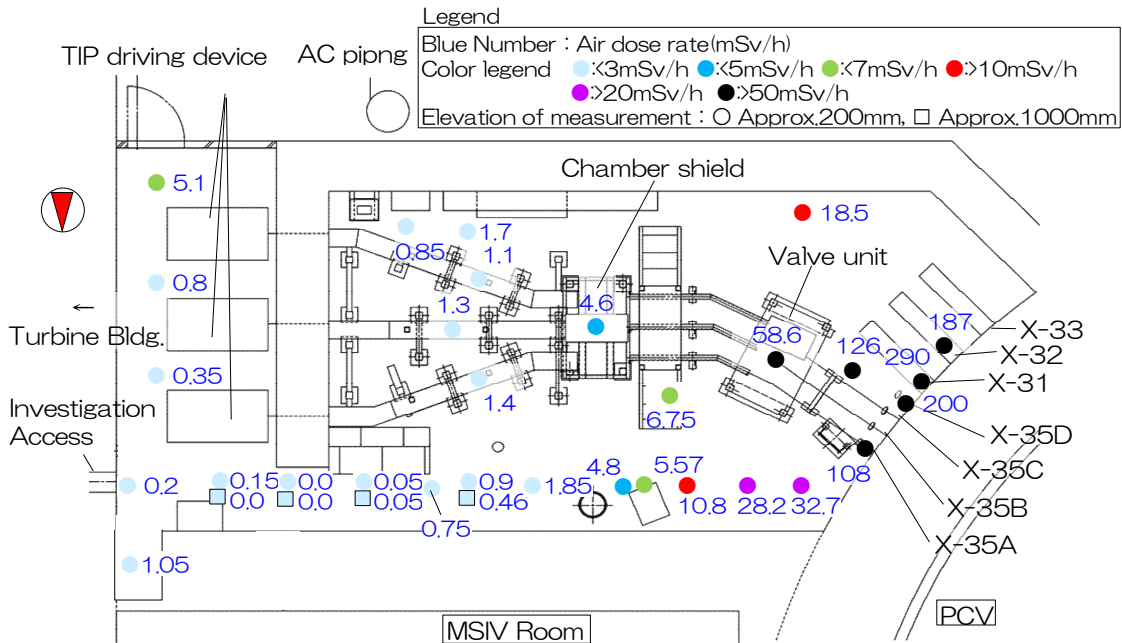 Legend
Blue Number : Air dose rate(mSv/h)
Color legend :<3mSv/h :<5mSv/h :<7mSv/h :>10mSv/h
:>20mSv/h :>50mSv/h
Elevation of measurement : ○ Approx.200mm, □ Approx.1000mm
TIP driving device
AC pipng
Chamber shield
5.1
18.5
1.7
0.85
1.1
Valve unit
0.8
1.3
4.6
←
Turbine Bldg.
58.6
187
X-33
126
290
X-32
0.35
1.4
X-31
Investigation
Access
6.75
200
X-35D
108
X-35C
0.2
0.15
0.0
0.05
0.9
1.85
4.8
5.57
0.0
0.0
0.05
0.46
10.8
28.2
32.7
X-35B
0.75
X-35A
1.05
PCV
MSIV Room